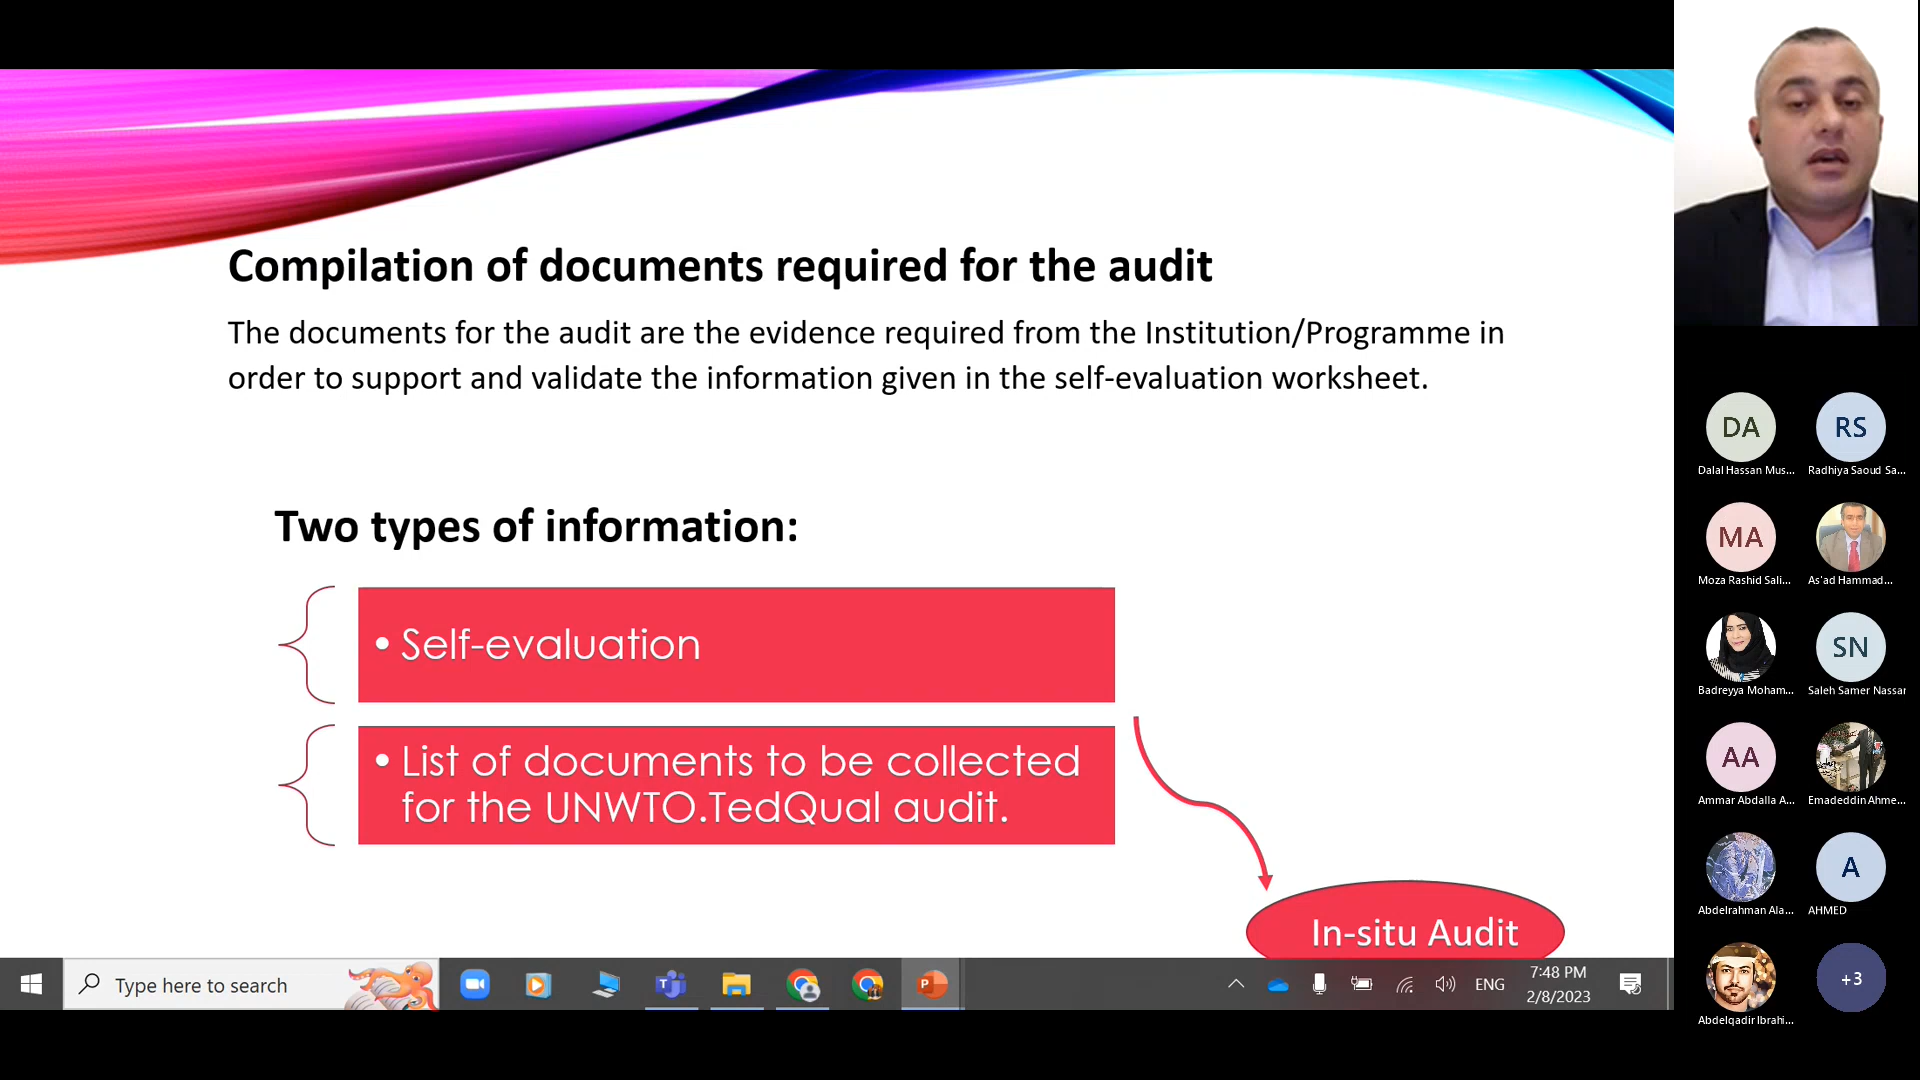 Compilation of documents required for the audit
The documents for the audit are the evidence required from the Institution/Programme in
order to support and validate the information given in the self-evaluation worksheet.
Two types of information:
• Self-evaluation
• List of documents to be collected
for the UNWTO.TedQual audit.
In-situ Audit
Type here to search
ENG
7:48 PM
2/8/2023
DA
Dalal Hassan Mus...
RS
Radhiya Saoud Sa...
MA
Moza Rashid Sali...
As'ad Hammad...
Badreyya Moham...
SN
Saleh Samer Nassar
AA
Ammar Abdalla A...
Emadeddin Ahme...
Abdelrahman Ala...
A
AHMED
Abdelqadir Ibrahi...
+3